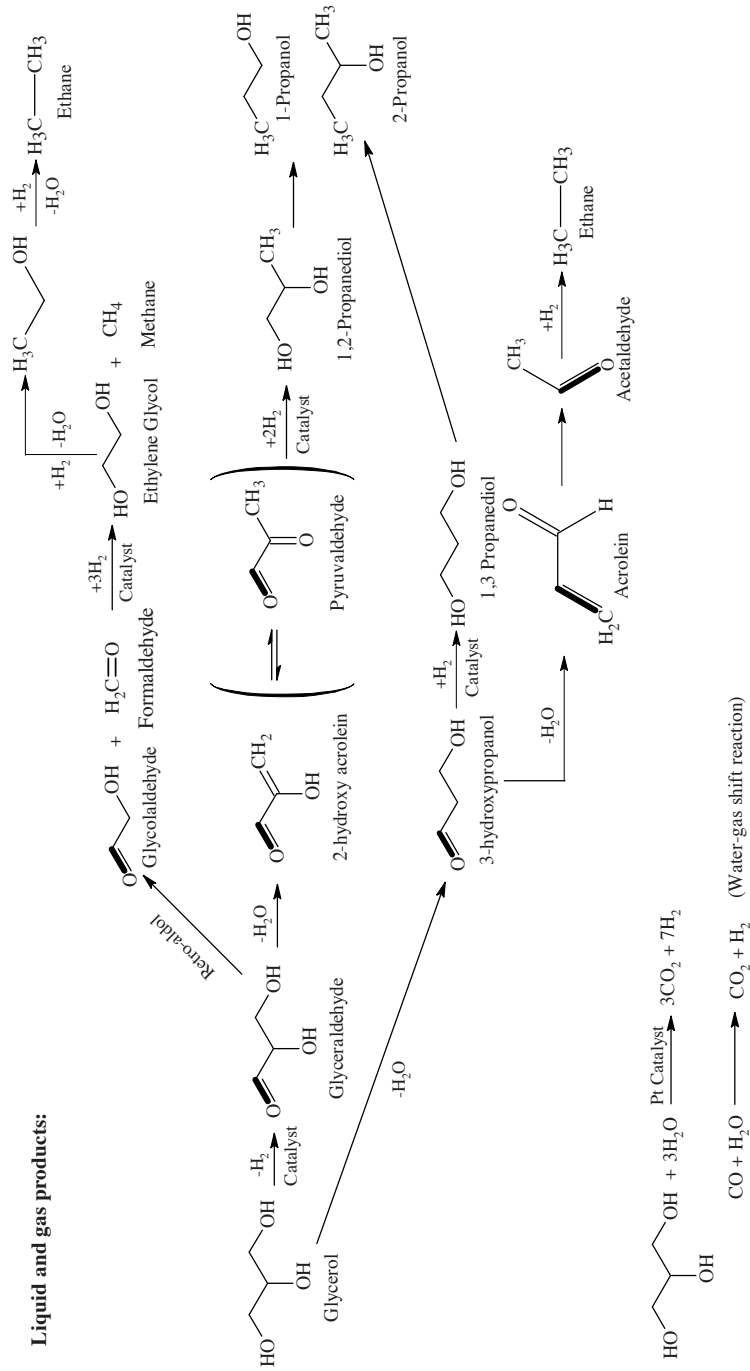 Liquid and gas products:
HO
OH
OH
Glycerol
-H2
Catalyst
O
OH
OH
Glyceraldehyde
Retro-aldol
O
OH
Glycolaldehyde
+
H2C
O
Formaldehyde
+3H2
Catalyst
HO
OH
Ethylene Glycol
+
CH4
Methane
+H2
-H2O
H3C
OH
+H2
-H2O
H3C
CH3
Ethane
-H2O
O
CH2
OH
2-hydroxy acrolein
O
CH3
O
Pyruvaldehyde
+2H2
Catalyst
HO
CH3
OH
1,2-Propanediol
H3C
OH
1-Propanol
H3C
CH3
OH
2-Propanol
-H2O
O
OH
3-hydroxypropanol
+H2
Catalyst
HO
OH
1,3 Propanediol
-H2O
H2C
O
H
Acrolein
CH3
O
Acetaldehyde
+H2
H3C
CH3
Ethane
HO
OH
OH
+ 3H2O
Pt Catalyst
3CO2 + 7H2
CO + H2O
CO2 + H2
(Water-gas shift reaction)